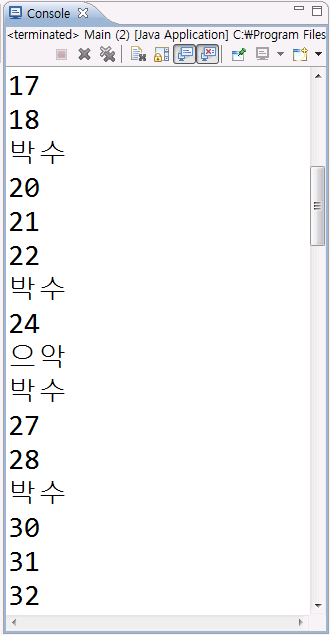 Console
<terminated> Main (2) [Java Application] C:₩Program Files
17
18
박수
20
21
22
박수
24
으악
박수
27
28
박수
30
31
32